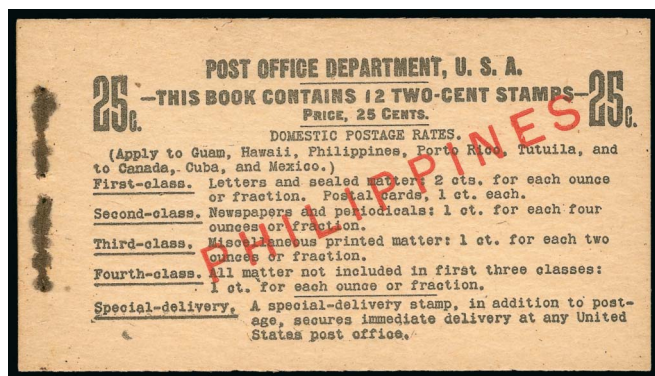 POST OFFICE DEPARTMENT, U. S. A.
25c. —THIS BOOK CONTAINS 12 TWO-CENT STAMPS— 25c.
PRICE, 25 CENTS.
DOMESTIC POSTAGE RATES.
(Apply to Guam, Hawaii, Philippines, Porto Rico, Tutuila, and
to Canada, Cuba, and Mexico.)
First-class. Letters and sealed matter: 2 cts. for each ounce
or fraction. Postal cards, 1 ct. each.
Second-class. Newspapers and periodicals: 1 ct. for each four
ounces or fraction.
Third-class. Miscellaneous printed matter: 1 ct. for each two
ounces or fraction.
Fourth-class. All matter not included in first three classes:
1 ct. for each ounce or fraction.
Special-delivery. A special-delivery stamp, in addition to post-
age, secures immediate delivery at any United
States post office.
PHILIPPINES